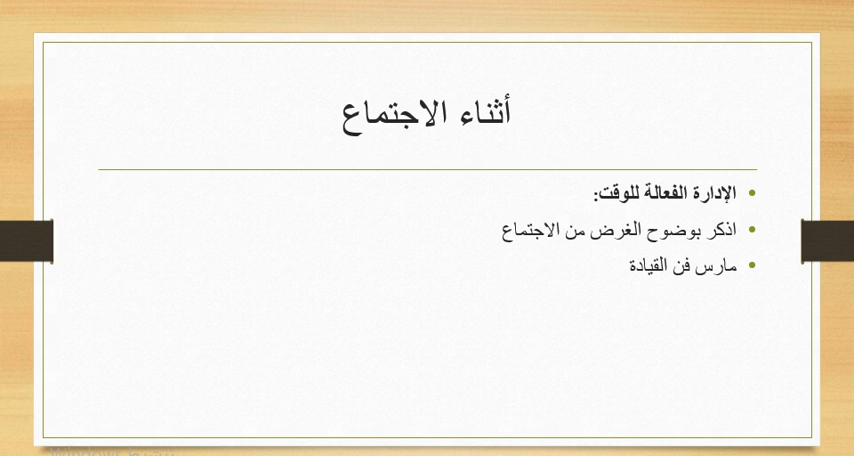 أثناء الاجتماع
الإدارة الفعالة للوقت:
اذكر بوضوح الغرض من الاجتماع
مارس فن القيادة